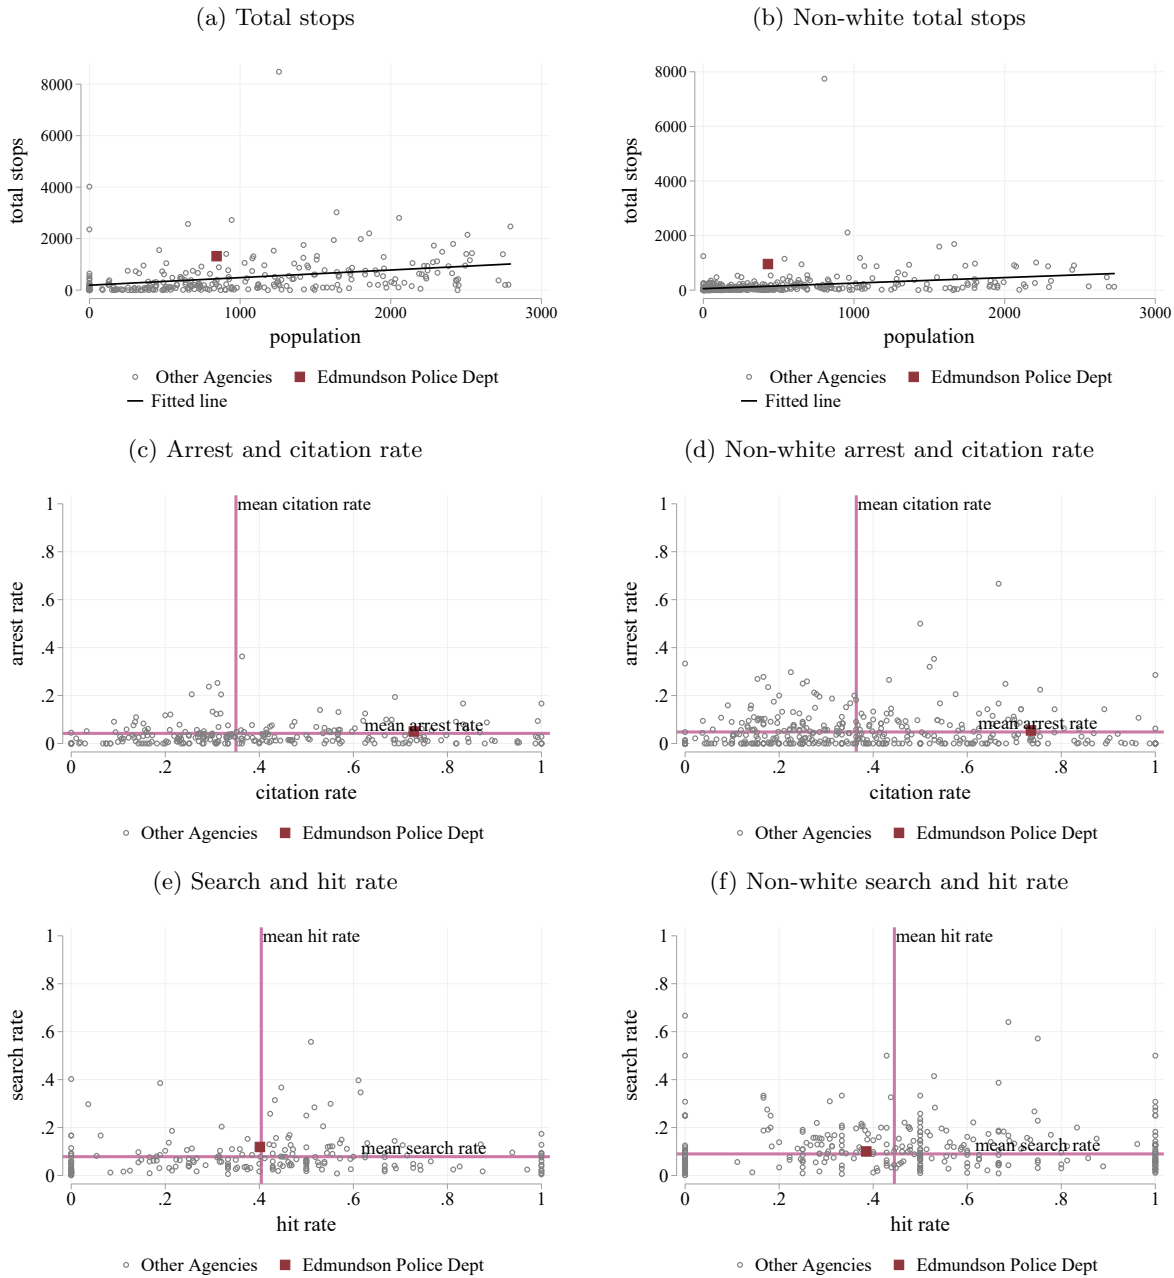 (a) Total stops
(b) Non-white total stops
8000
6000
4000
2000
0
total stops
0 1000 2000 3000
population
Other Agencies Edmundson Police Dept
Fitted line
8000
6000
4000
2000
0
total stops
0 1000 2000 3000
population
Other Agencies Edmundson Police Dept
Fitted line
(c) Arrest and citation rate
(d) Non-white arrest and citation rate
1
.8
.6
.4
.2
0
arrest rate
mean citation rate
mean arrest rate
0 .2 .4 .6 .8 1
citation rate
Other Agencies Edmundson Police Dept
1
.8
.6
.4
.2
0
arrest rate
mean citation rate
mean arrest rate
0 .2 .4 .6 .8 1
citation rate
Other Agencies Edmundson Police Dept
(e) Search and hit rate
(f) Non-white search and hit rate
1
.8
.6
.4
.2
0
search rate
mean hit rate
mean search rate
0 .2 .4 .6 .8 1
hit rate
Other Agencies Edmundson Police Dept
1
.8
.6
.4
.2
0
search rate
mean hit rate
mean search rate
0 .2 .4 .6 .8 1
hit rate
Other Agencies Edmundson Police Dept